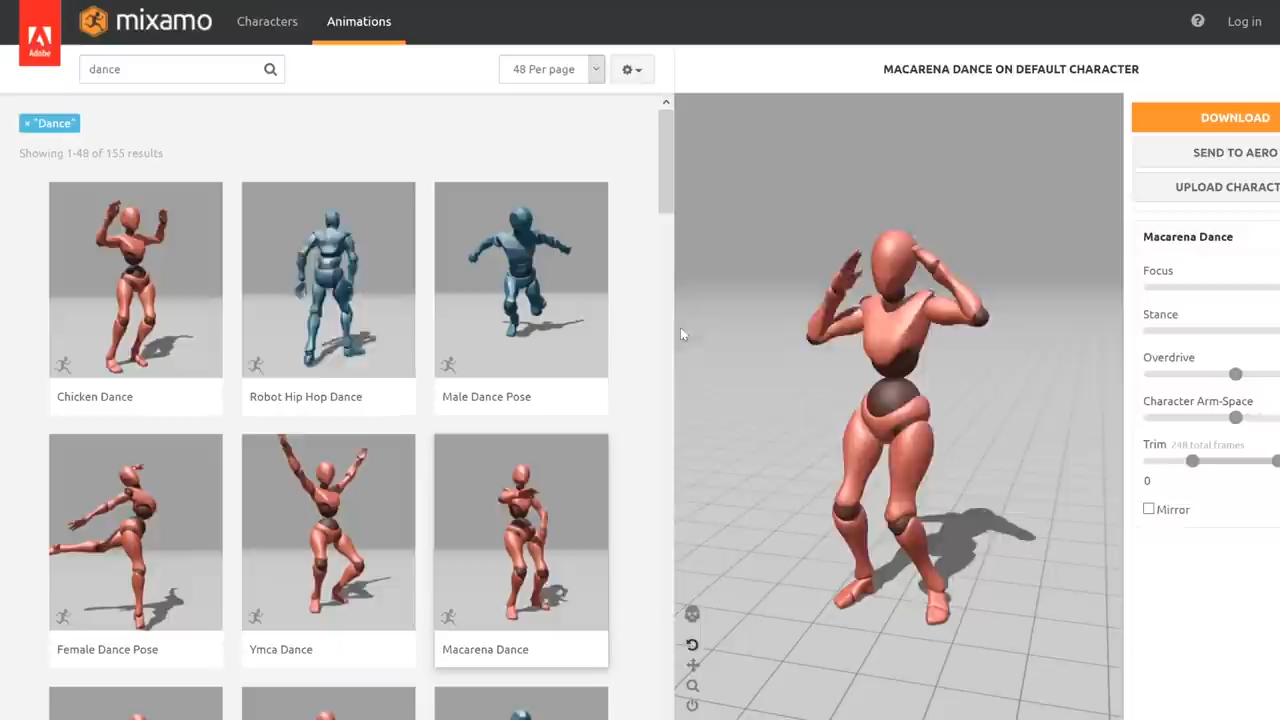 Adobe
mixamo
Characters
Animations
Log in
dance
48 Per page
MACARENA DANCE ON DEFAULT CHARACTER
× "Dance"
DOWNLOAD
Showing 1-48 of 155 results
SEND TO AERO
UPLOAD CHARACT
Chicken Dance
Robot Hip Hop Dance
Male Dance Pose
Female Dance Pose
Ymca Dance
Macarena Dance
Macarena Dance
Focus
Stance
Overdrive
Character Arm-Space
Trim 248 total frames
0
Mirror